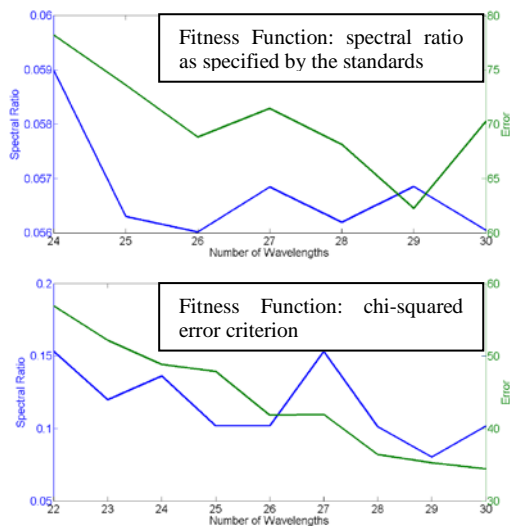 0.06
0.059
0.058
0.057
0.056
Spectral Ratio
Fitness Function: spectral ratio
as specified by the standards
80
75
70
65
60
Error
24 25 26 27 28 29 30
Number of Wavelengths
0.2
0.15
0.1
0.05
Spectral Ratio
Fitness Function: chi-squared
error criterion
60
50
40
30
Error
22 23 24 25 26 27 28 29 30
Number of Wavelengths